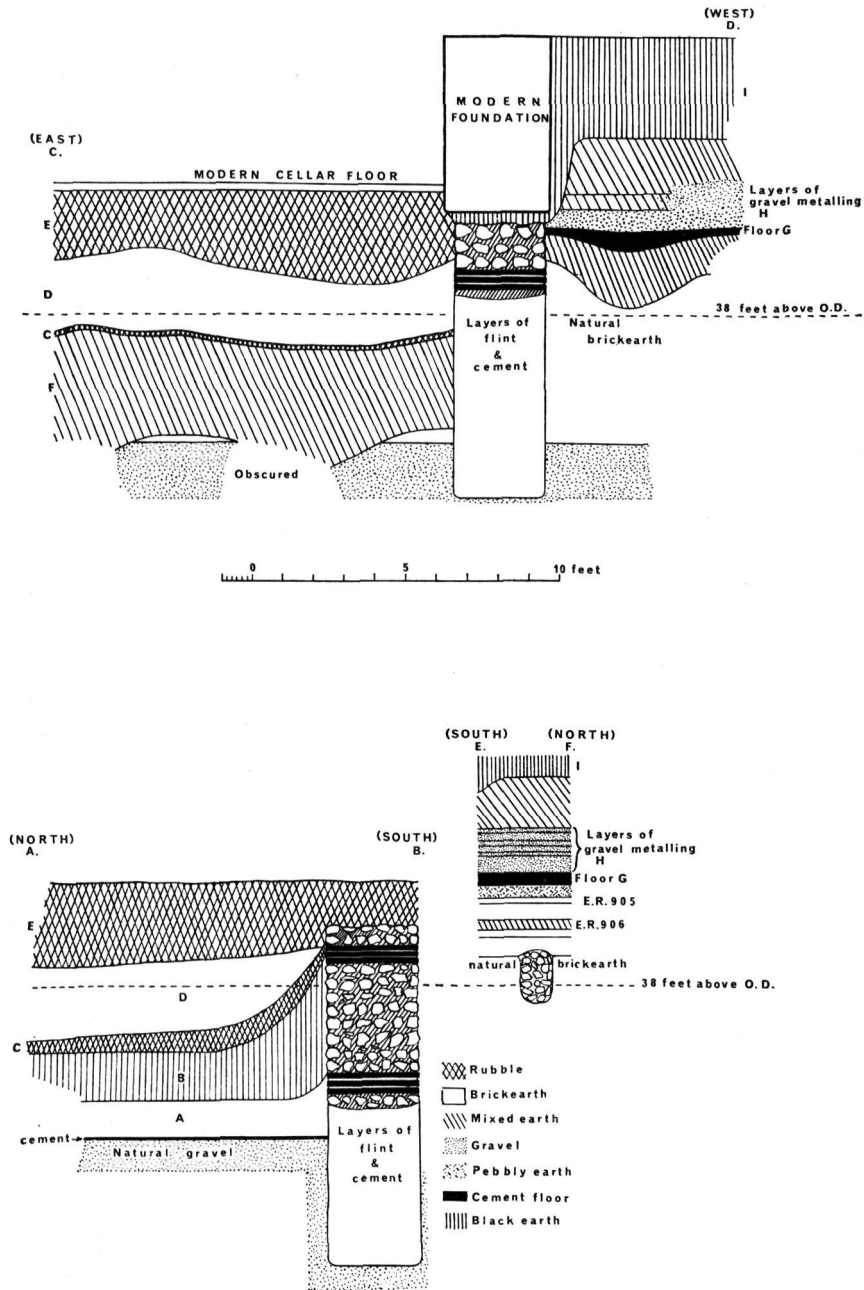 (WEST)
D.
MODERN
FOUNDATION
I
(EAST)
C.
MODERN CELLAR FLOOR
Layers of
gravel metalling
H
E
Floor G
D
38 feet above O.D.
C
Layers of
flint
&
cement
Natural
brickearth
F
Obscured
0 5 10 feet
(SOUTH) (NORTH)
E. F.
I
(NORTH)
A.
(SOUTH)
B.
Layers of
gravel metalling
H
Floor G
E.R. 905
E
E.R. 906
natural brickearth
D
38 feet above O.D.
C
B
A
cement
Natural gravel
Layers of
flint
&
cement
Rubble
Brickearth
Mixed earth
Gravel
Pebbly earth
Cement floor
Black earth